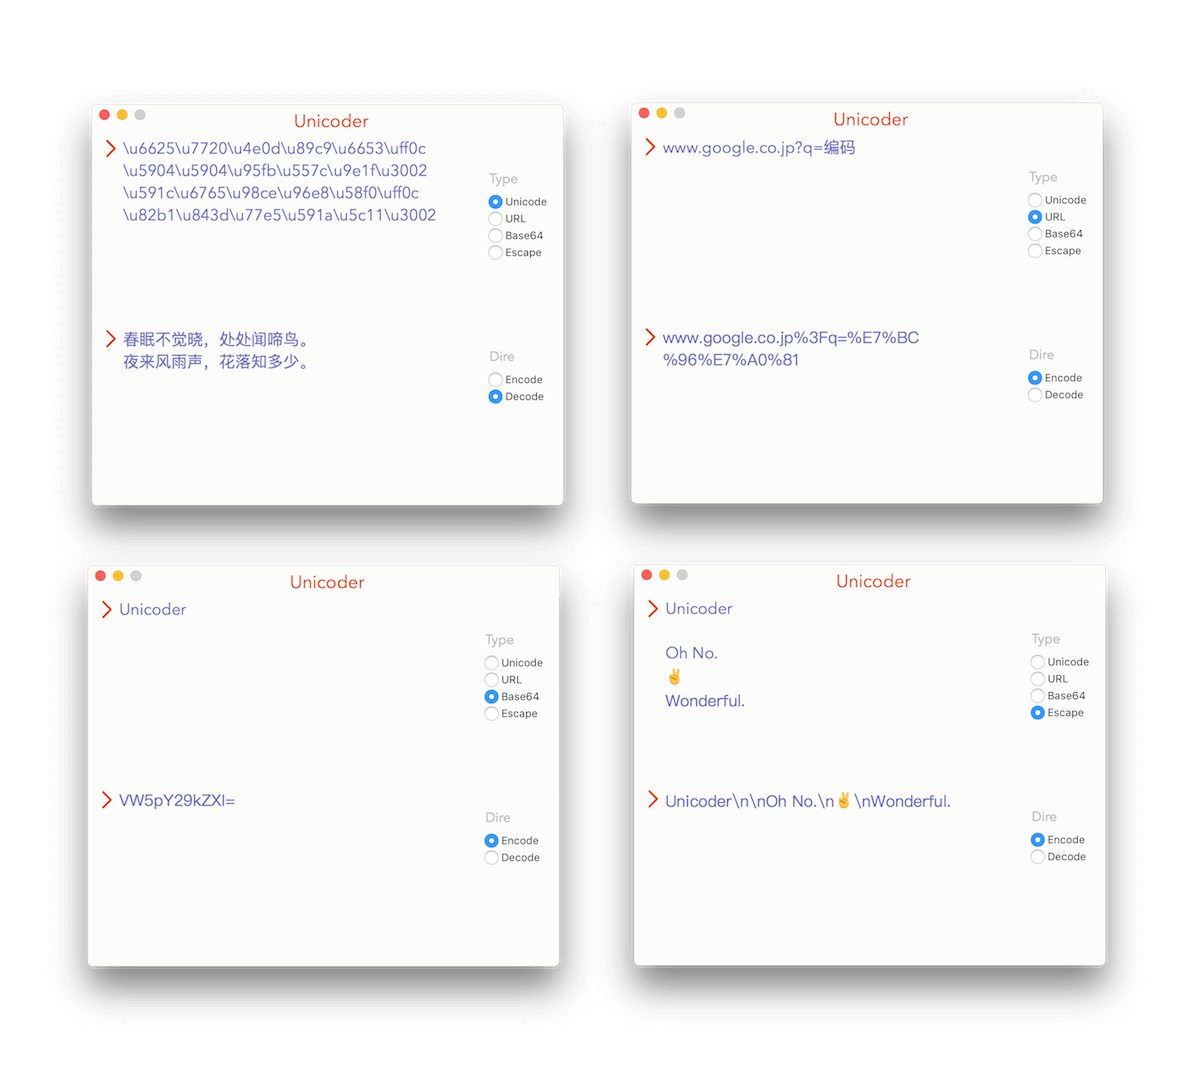 Unicoder
\u6625\u7720\u4e0d\u89c9\u6653\uff0c
\u5904\u5904\u95fb\u557c\u9e1f\u3002
\u591c\u6765\u98ce\u96e8\u58f0\uff0c
\u82b1\u843d\u77e5\u591a\u5c11\u3002
Type
Unicode
URL
Base64
Escape
春眠不觉晓，处处闻啼鸟。
夜来风雨声，花落知多少。
Dire
Encode
Decode
Unicoder
www.google.co.jp?q=编码
Type
Unicode
URL
Base64
Escape
www.google.co.jp%3Fq=%E7%BC
%96%E7%A0%81
Dire
Encode
Decode
Unicoder
Unicoder
Type
Unicode
URL
Base64
Escape
VW5pY29kZXI=
Dire
Encode
Decode
Unicoder
Unicoder
Oh No.
✌️
Wonderful.
Type
Unicode
URL
Base64
Escape
Unicoder\n\nOh No.\n✌️\nWonderful.
Dire
Encode
Decode